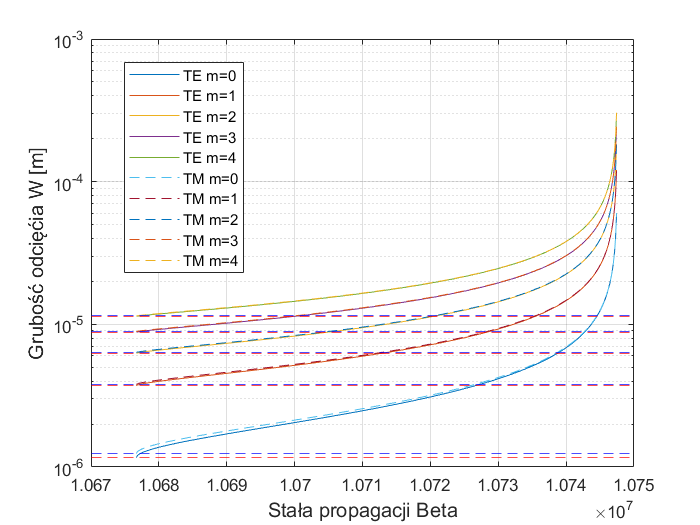 10^-3
10^-4
10^-5
10^-6
Grubość odcięćia W [m]
TE m=0
TE m=1
TE m=2
TE m=3
TE m=4
TM m=0
TM m=1
TM m=2
TM m=3
TM m=4
1.067 1.068 1.069 1.07 1.071 1.072 1.073 1.074 1.075
Stała propagacji Beta
×10^7